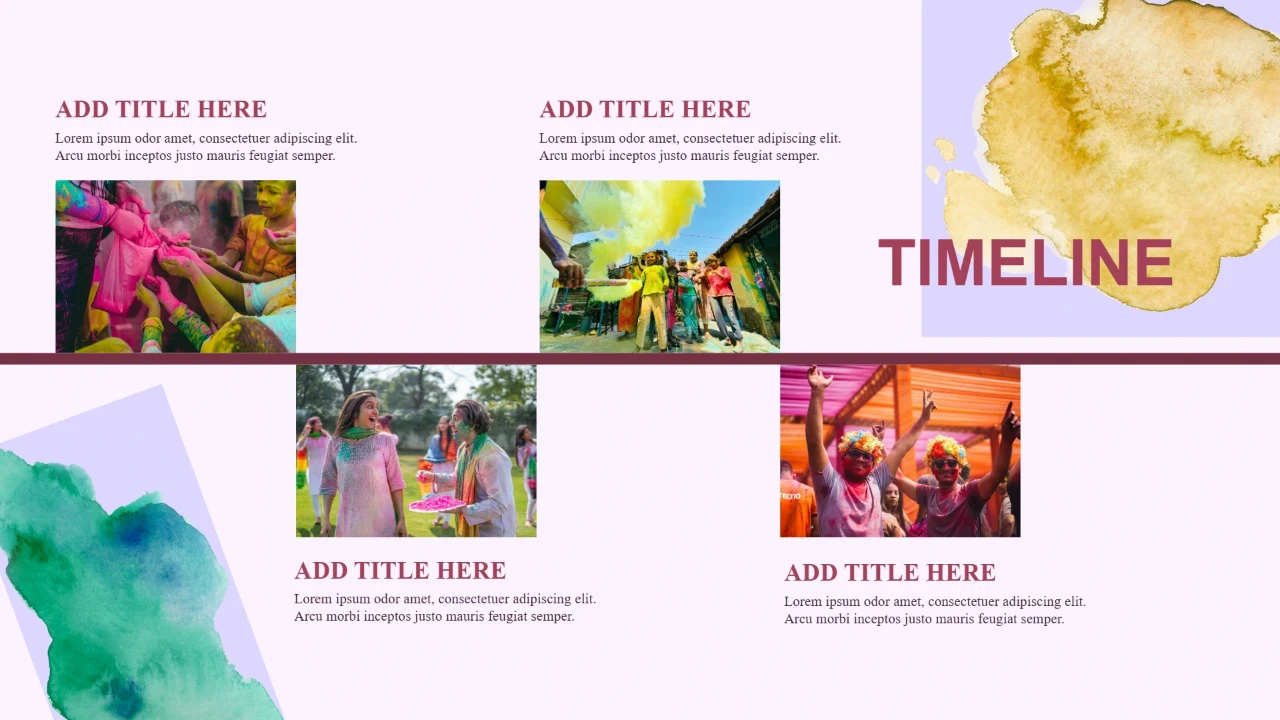 ADD TITLE HERE
Lorem ipsum odor amet, consectetuer adipiscing elit.
Arcu morbi inceptos justo mauris feugiat semper.
ADD TITLE HERE
Lorem ipsum odor amet, consectetuer adipiscing elit.
Arcu morbi inceptos justo mauris feugiat semper.
TIMELINE
ADD TITLE HERE
Lorem ipsum odor amet, consectetuer adipiscing elit.
Arcu morbi inceptos justo mauris feugiat semper.
ADD TITLE HERE
Lorem ipsum odor amet, consectetuer adipiscing elit.
Arcu morbi inceptos justo mauris feugiat semper.